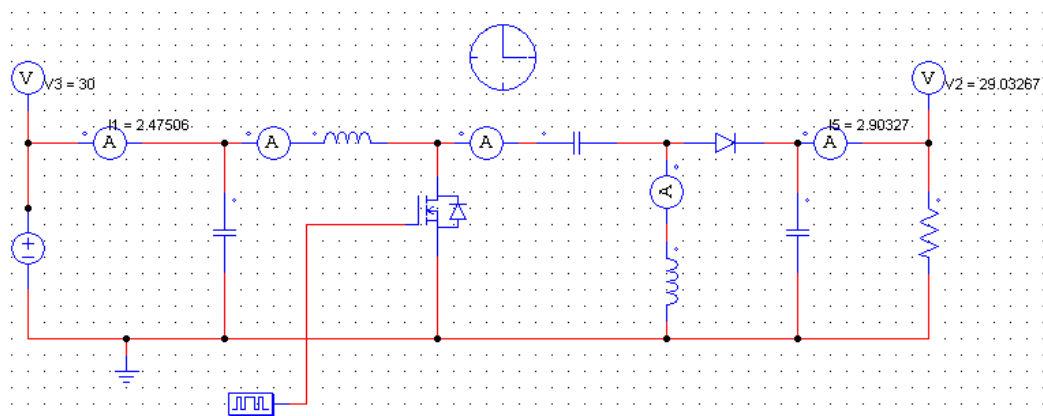 V
V3 = 30
V
V2 = 29.03267
I1 = 2.47506
I5 = 2.90327
A
A
A
A
A